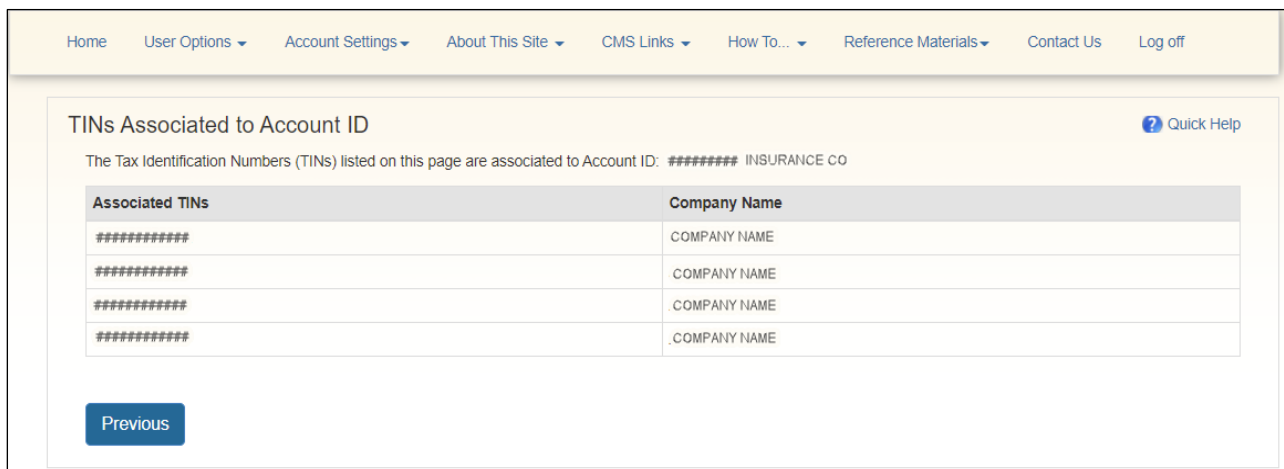 Home User Options Account Settings About This Site CMS Links How To... Reference Materials Contact Us Log off
TINs Associated to Account ID
Quick Help
The Tax Identification Numbers (TINs) listed on this page are associated to Account ID: ######### INSURANCE CO
Associated TINs Company Name
############ COMPANY NAME
############ COMPANY NAME
############ COMPANY NAME
############ COMPANY NAME
Previous